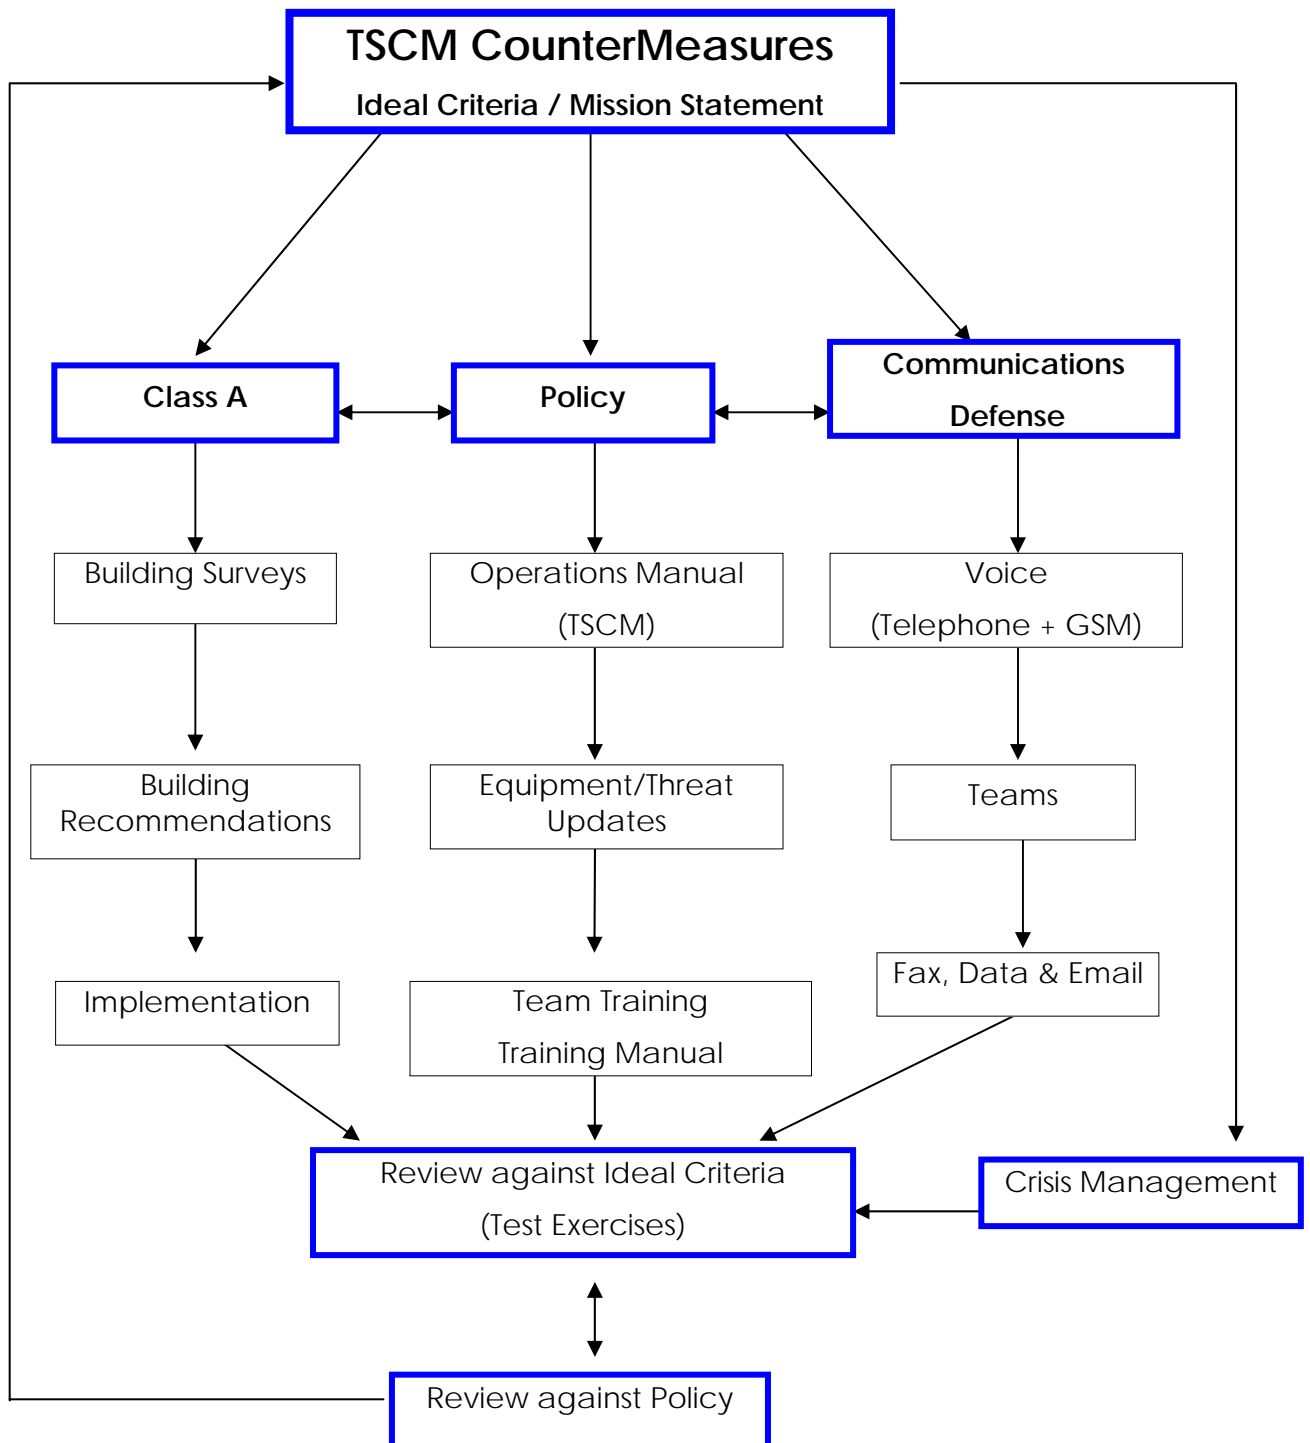 TSCM CounterMeasures
Ideal Criteria / Mission Statement
Class A
Policy
Communications
Defense
Building Surveys
Operations Manual
(TSCM)
Voice
(Telephone + GSM)
Building
Recommendations
Equipment/Threat
Updates
Teams
Implementation
Team Training
Training Manual
Fax, Data & Email
Review against Ideal Criteria
(Test Exercises)
Crisis Management
Review against Policy